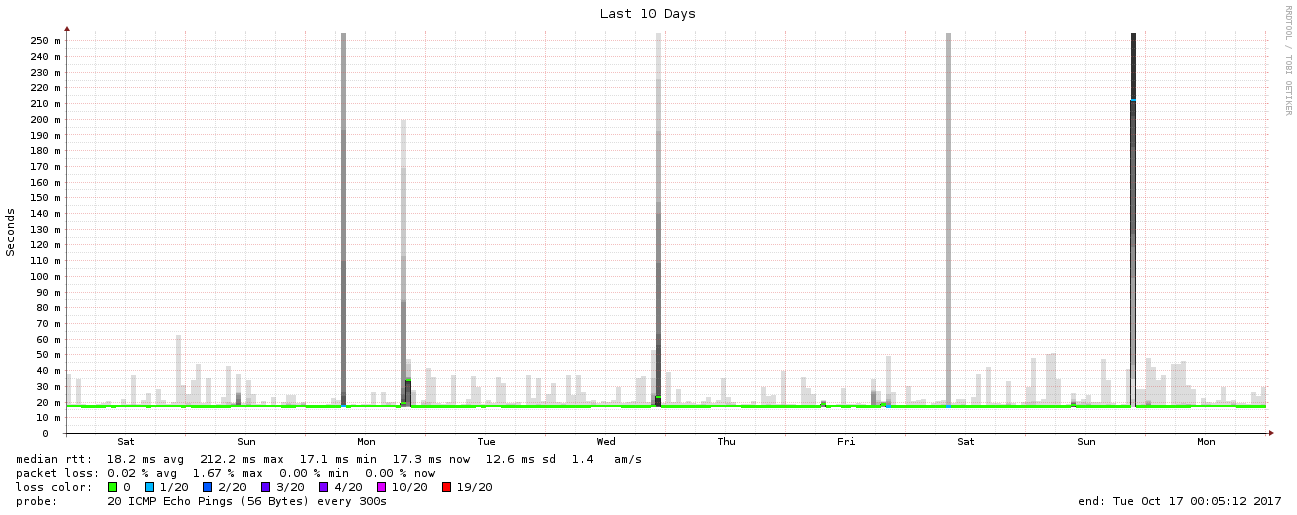 Last 10 Days
RRDTOOL / TOBI OETIKER
Seconds
250 m
240 m
230 m
220 m
210 m
200 m
190 m
180 m
170 m
160 m
150 m
140 m
130 m
120 m
110 m
100 m
90 m
80 m
70 m
60 m
50 m
40 m
30 m
20 m
10 m
0
Sat Sun Mon Tue Wed Thu Fri Sat Sun Mon
median rtt: 18.2 ms avg 212.2 ms max 17.1 ms min 17.3 ms now 12.6 ms sd 1.4 am/s
packet loss: 0.02 % avg 1.67 % max 0.00 % min 0.00 % now
loss color: 0 1/20 2/20 3/20 4/20 10/20 19/20
probe: 20 ICMP Echo Pings (56 Bytes) every 300s end: Tue Oct 17 00:05:12 2017